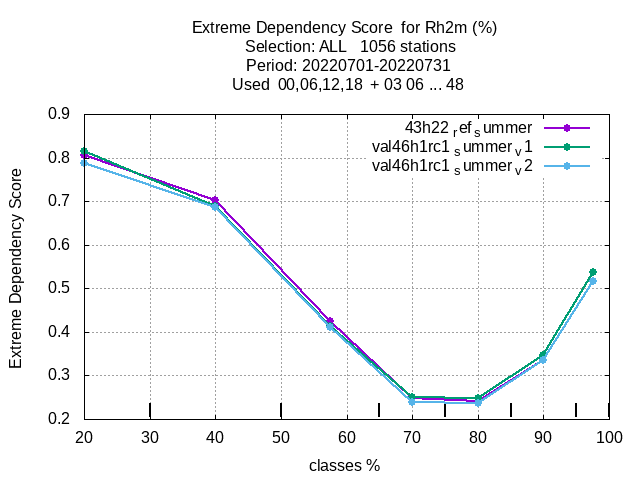 Extreme Dependency Score  for Rh2m (%)
Selection: ALL   1056 stations
Period: 20220701-20220731
Used  00,06,12,18  + 03 06 ... 48
43h22 ref summer
val46h1rc1 summer v1
val46h1rc1 summer v2
Extreme Dependency Score
0.9
0.8
0.7
0.6
0.5
0.4
0.3
0.2
20 30 40 50 60 70 80 90 100
classes %